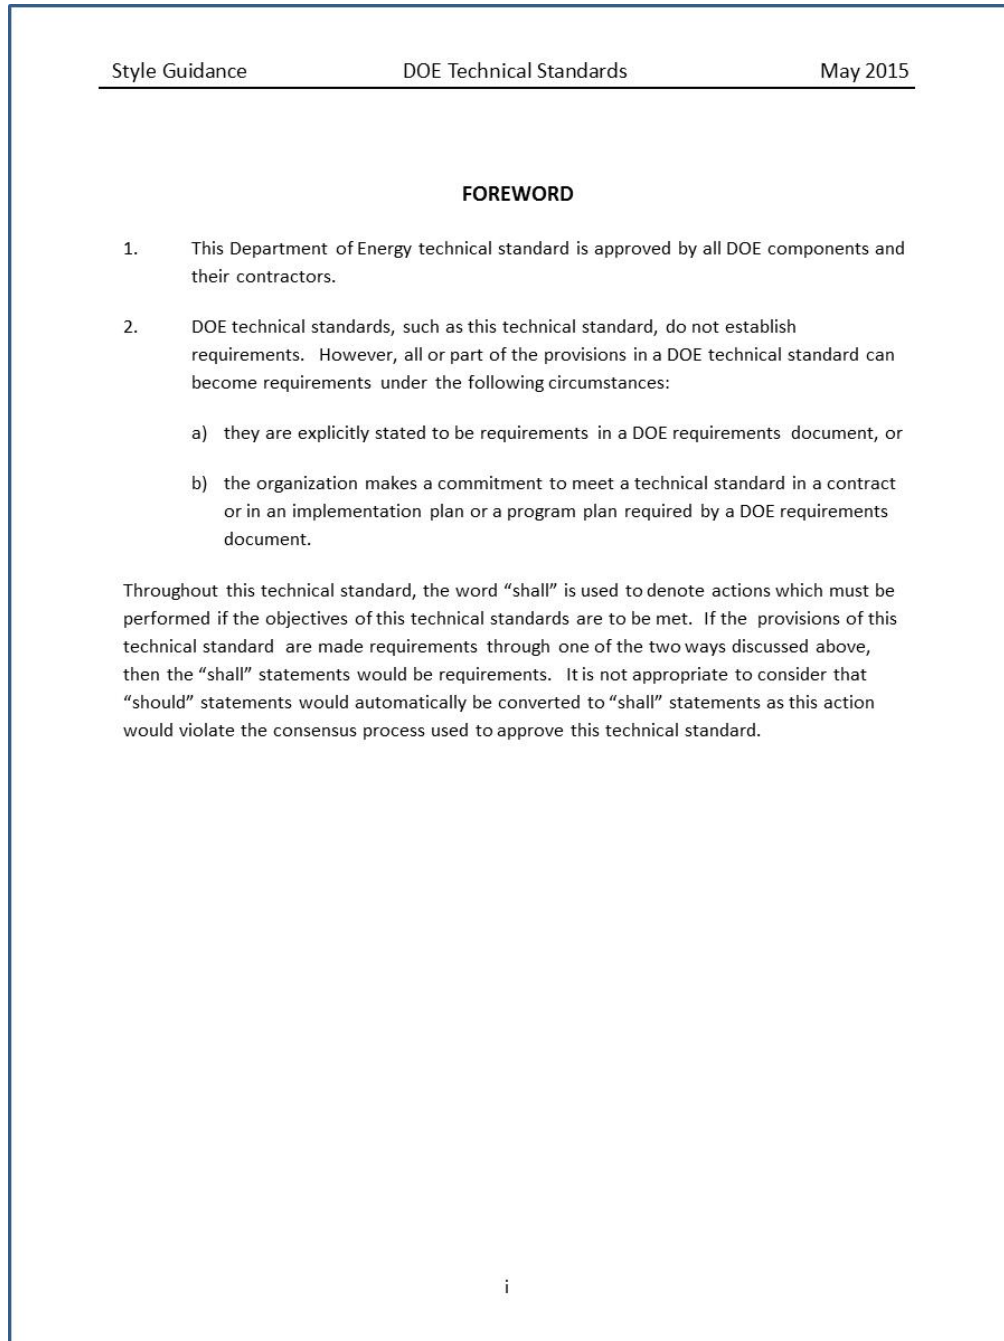 Style Guidance DOE Technical Standards May 2015
FOREWORD
1. This Department of Energy technical standard is approved by all DOE components and
their contractors.
2. DOE technical standards, such as this technical standard, do not establish
requirements. However, all or part of the provisions in a DOE technical standard can
become requirements under the following circumstances:
a) they are explicitly stated to be requirements in a DOE requirements document, or
b) the organization makes a commitment to meet a technical standard in a contract
or in an implementation plan or a program plan required by a DOE requirements
document.
Throughout this technical standard, the word “shall” is used to denote actions which must be
performed if the objectives of this technical standards are to be met. If the provisions of this
technical standard are made requirements through one of the two ways discussed above,
then the “shall” statements would be requirements. It is not appropriate to consider that
“should” statements would automatically be converted to “shall” statements as this action
would violate the consensus process used to approve this technical standard.
i